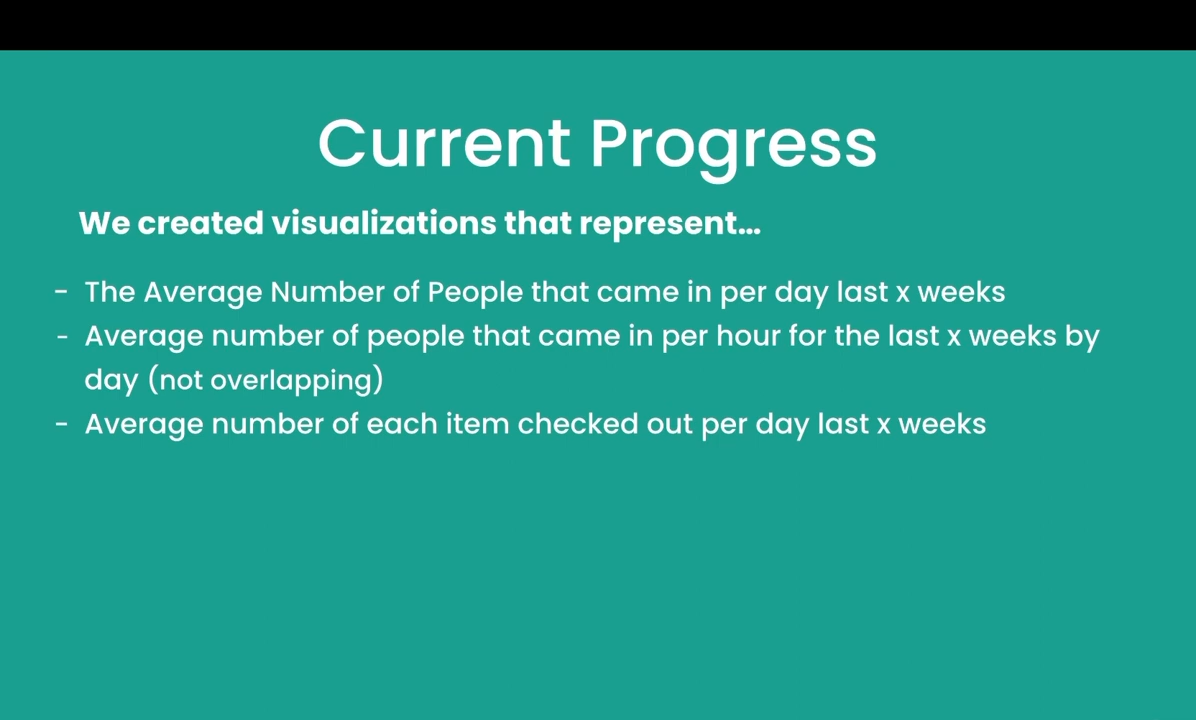 Current Progress
We created visualizations that represent...
- The Average Number of People that came in per day last x weeks
- Average number of people that came in per hour for the last x weeks by
day (not overlapping)
- Average number of each item checked out per day last x weeks